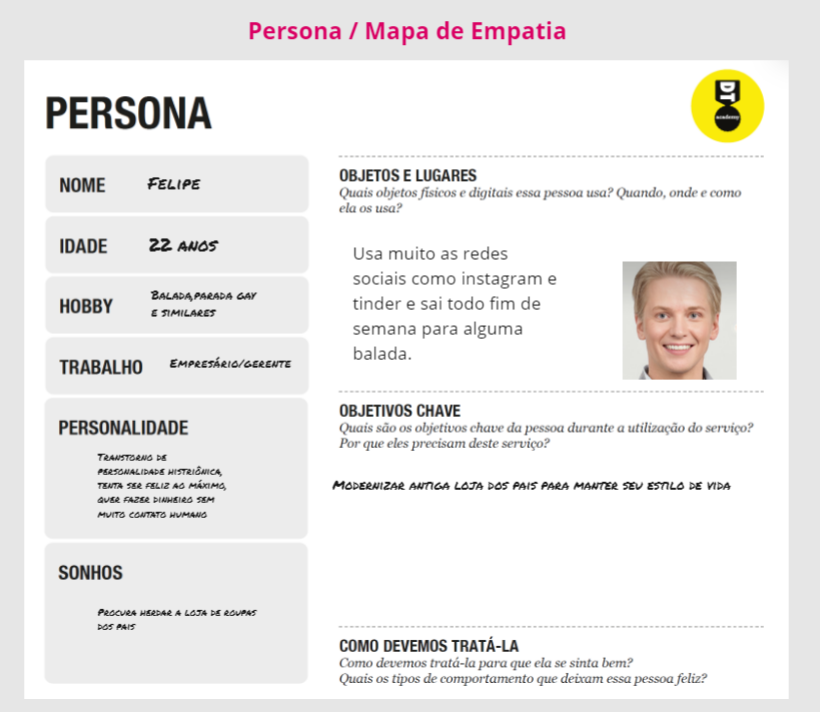 Persona / Mapa de Empatia
PERSONA
DT
academy
NOME Felipe
IDADE 22 anos
HOBBY Balada,parada gay
e similares
TRABALHO Empresário/gerente
PERSONALIDADE
Transtorno de
personalidade histriônica,
tenta ser feliz ao máximo,
quer fazer dinheiro sem
muito contato humano
SONHOS
Procura herdar a loja de roupas
dos pais
OBJETOS E LUGARES
Quais objetos físicos e digitais essa pessoa usa? Quando, onde e como
ela os usa?
Usa muito as redes
sociais como instagram e
tinder e sai todo fim de
semana para alguma
balada.
OBJETIVOS CHAVE
Quais são os objetivos chave da pessoa durante a utilização do serviço?
Por que eles precisam deste serviço?
Modernizar antiga loja dos pais para manter seu estilo de vida
COMO DEVEMOS TRATÁ-LA
Como devemos tratá-la para que ela se sinta bem?
Quais os tipos de comportamento que deixam essa pessoa feliz?